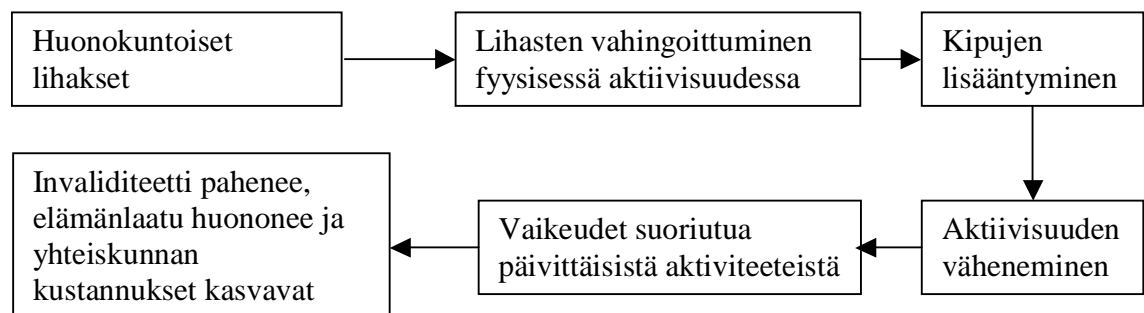 Huonokuntoiset
lihakset
Lihasten vahingoittuminen
fyysisessä aktiivisuudessa
Kipujen
lisääntyminen
Aktiivisuuden
väheneminen
Vaikeudet suoriutua
päivittäisistä aktiviteeteistä
Invaliditeetti pahenee,
elämänlaatu huononee ja
yhteiskunnan
kustannukset kasvavat